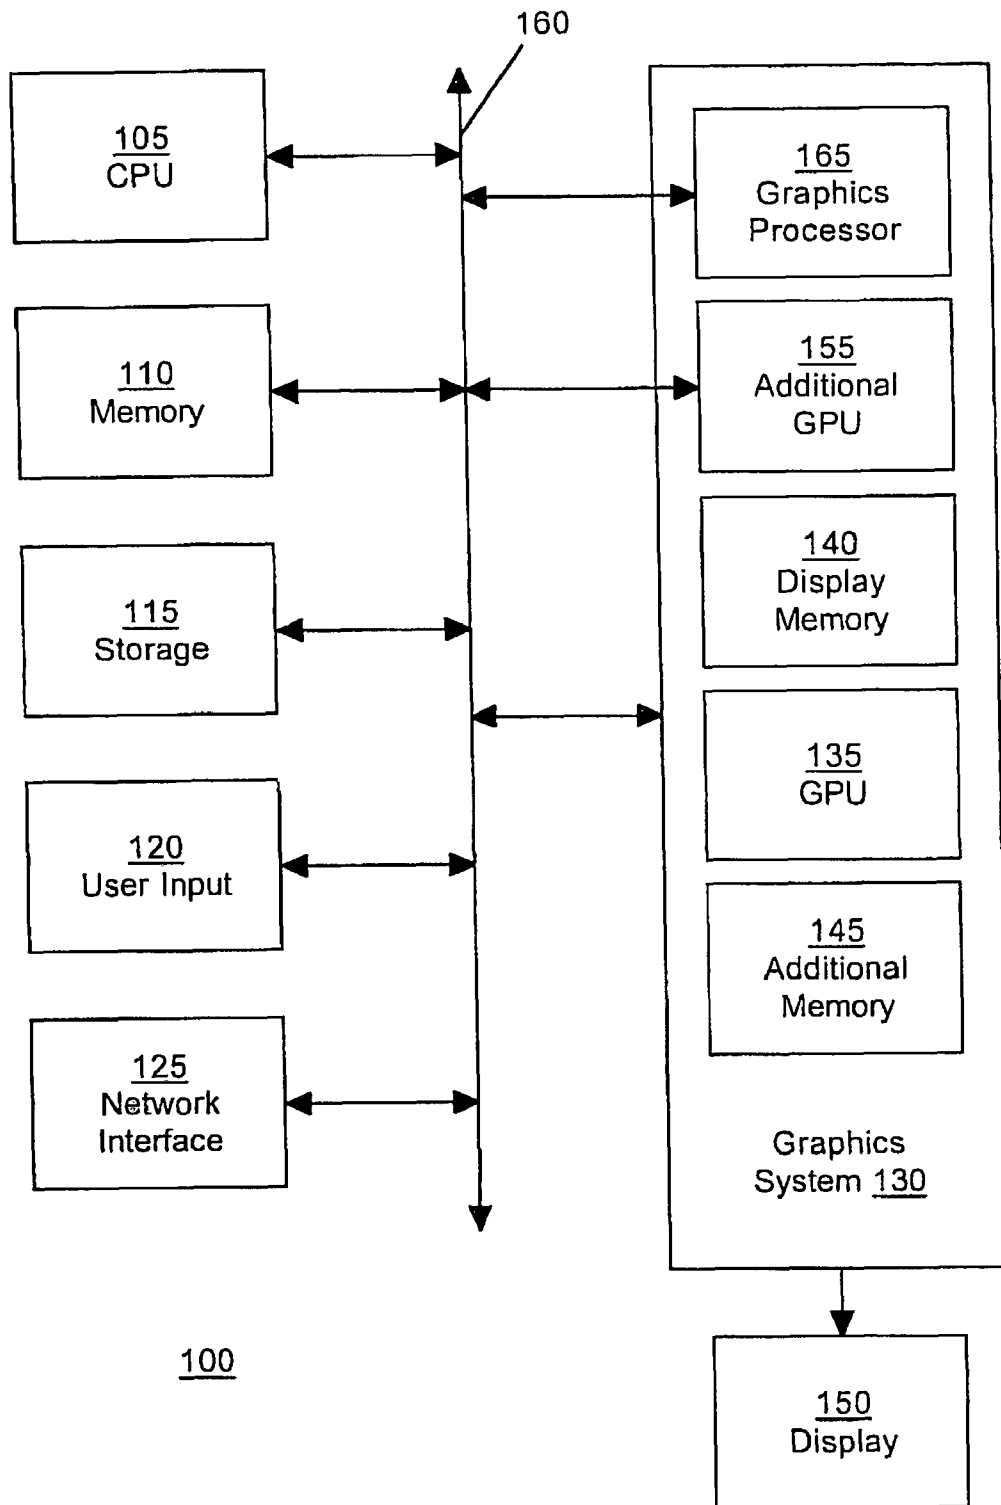 160
105
CPU
110
Memory
115
Storage
120
User Input
125
Network
Interface
165
Graphics
Processor
155
Additional
GPU
140
Display
Memory
135
GPU
145
Additional
Memory
Graphics
System 130
100
150
Display